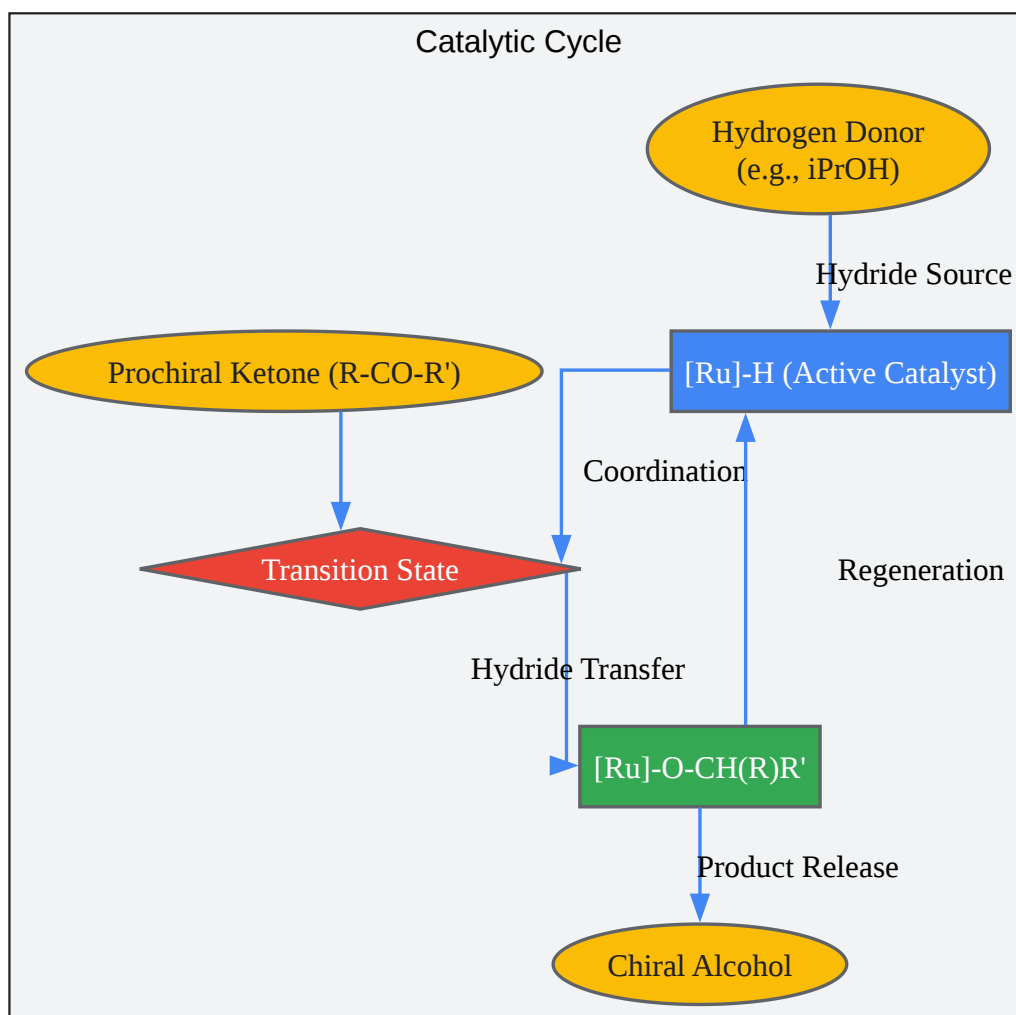 Catalytic Cycle
Hydrogen Donor
(e.g., iPrOH)
Hydride Source
Prochiral Ketone (R-CO-R')
[Ru]-H (Active Catalyst)
Coordination
Transition State
Regeneration
Hydride Transfer
[Ru]-O-CH(R)R'
Product Release
Chiral Alcohol